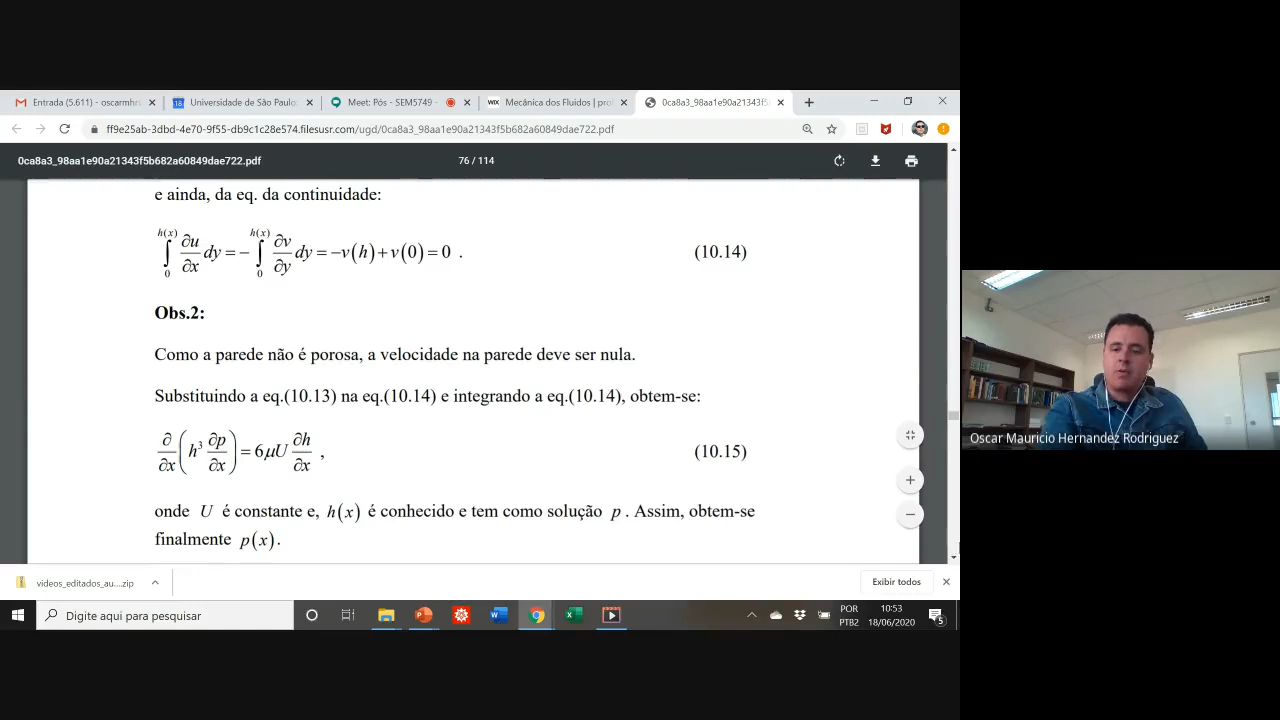 Entrada (5.611) - oscarmhr
Universidade de São Paulo
Meet: Pós - SEM5749 -
WIX Mecânica dos Fluidos | pro
0ca8a3_98aa1e90a21343f5
ff9e25ab-3dbd-4e70-9f55-db9c1c28e574.filesusr.com/ugd/0ca8a3_98aa1e90a21343f5b682a60849dae722.pdf
0ca8a3_98aa1e90a21343f5b682a60849dae722.pdf
76 / 114
e ainda, da eq. da continuidade:
∫₀^{h(x)} ∂u/∂x dy = − ∫₀^{h(x)} ∂v/∂y dy = −v(h) + v(0) = 0 . (10.14)
Obs.2:
Como a parede não é porosa, a velocidade na parede deve ser nula.
Substituindo a eq.(10.13) na eq.(10.14) e integrando a eq.(10.14), obtem-se:
∂/∂x (h³ ∂p/∂x) = 6μU ∂h/∂x , (10.15)
onde U é constante e, h(x) é conhecido e tem como solução p . Assim, obtem-se
finalmente p(x).
Oscar Mauricio Hernandez Rodriguez
videos_editados_au....zip
Exibir todos
Digite aqui para pesquisar
POR
PTB2
10:53
18/06/2020
5